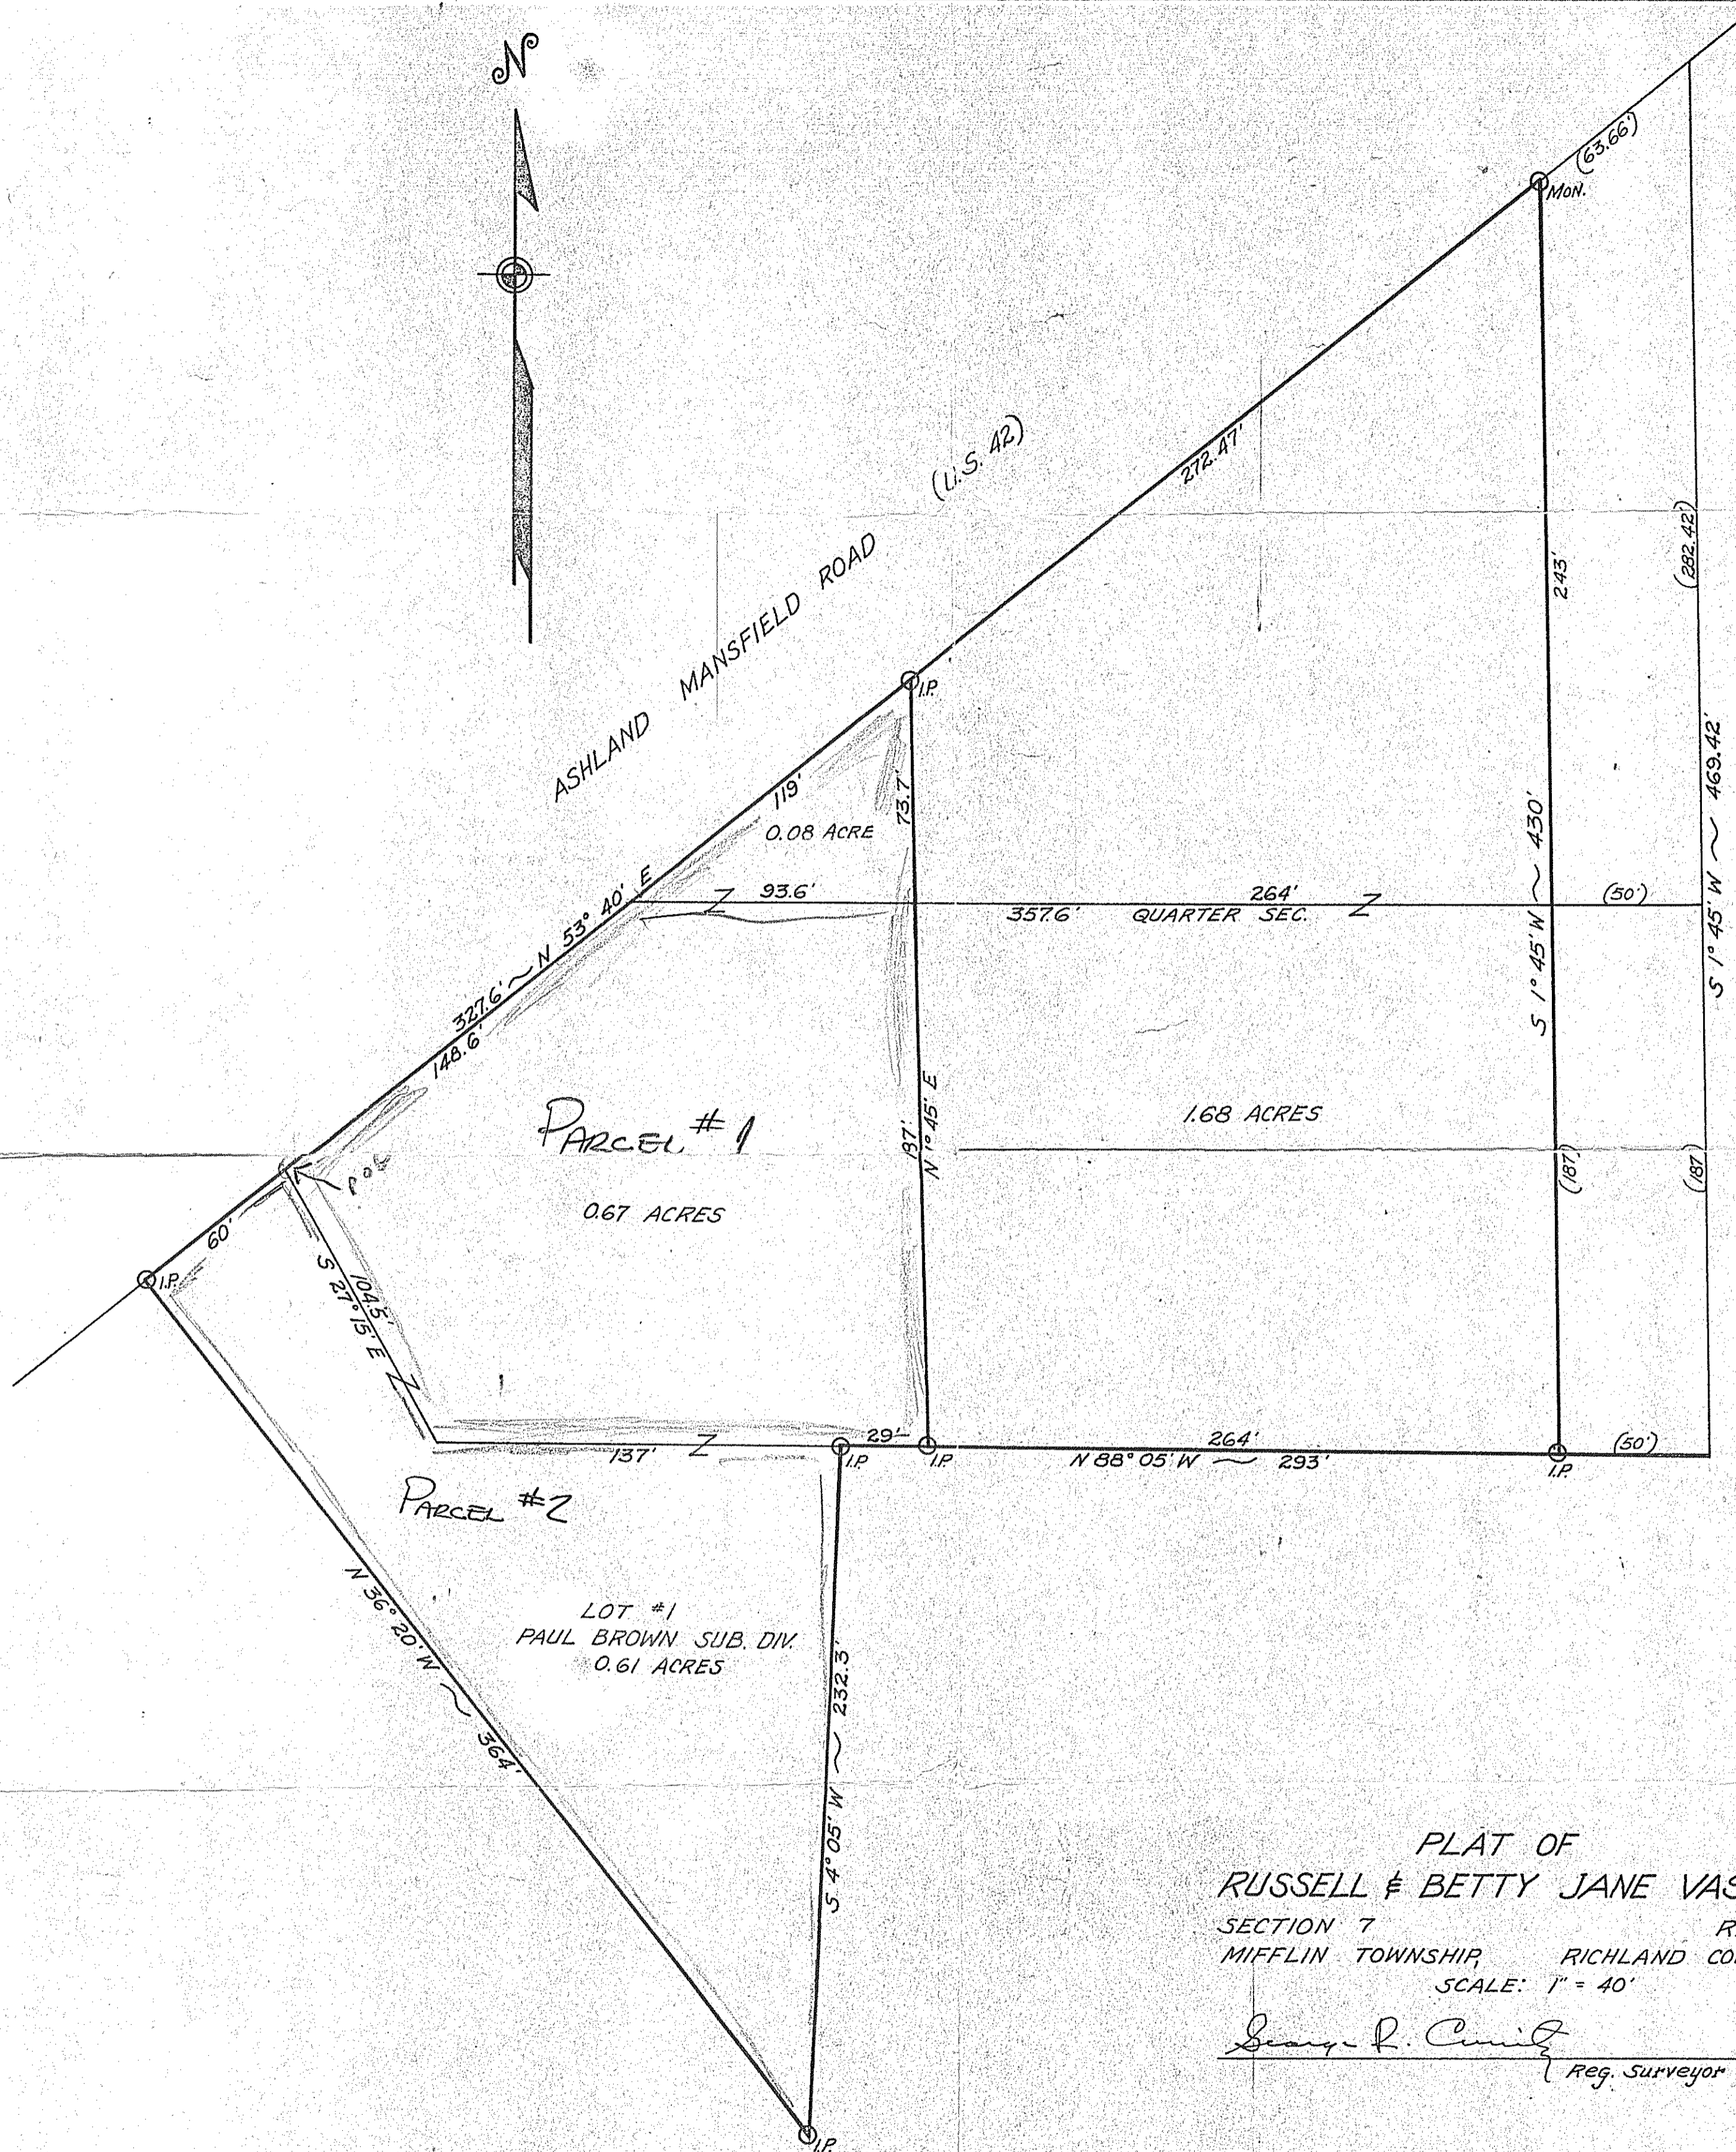 N
(63.66')
MON.
(U.S. 42)
272.47'
243'
(282.42')
ASHLAND MANSFIELD ROAD
I.P.
119'
73.7'
0.08 ACRE
S 1° 45' W ~ 430'
S 1° 45' W ~ 469.42'
93.6'
264'
(50')
357.6' QUARTER SEC.
327.6' ~ N 53° 40' E
148.6'
PARCEL #1
N 1° 45' E
1.68 ACRES
(187')
(187')
0.67 ACRES
60'
I.P.
104.5'
S 27° 15' E
137'
29'
I.P.
I.P.
264'
N 88° 05' W ~ 293'
I.P.
(50')
PARCEL #2
N 36° 20' W ~ 364'
LOT #1
PAUL BROWN SUB. DIV.
0.61 ACRES
S 4° 05' W ~ 232.3'
I.P.
PLAT OF
RUSSELL & BETTY JANE VAS
SECTION 7 R
MIFFLIN TOWNSHIP, RICHLAND CO
SCALE: 1" = 40'
George R.
Reg. Surveyor